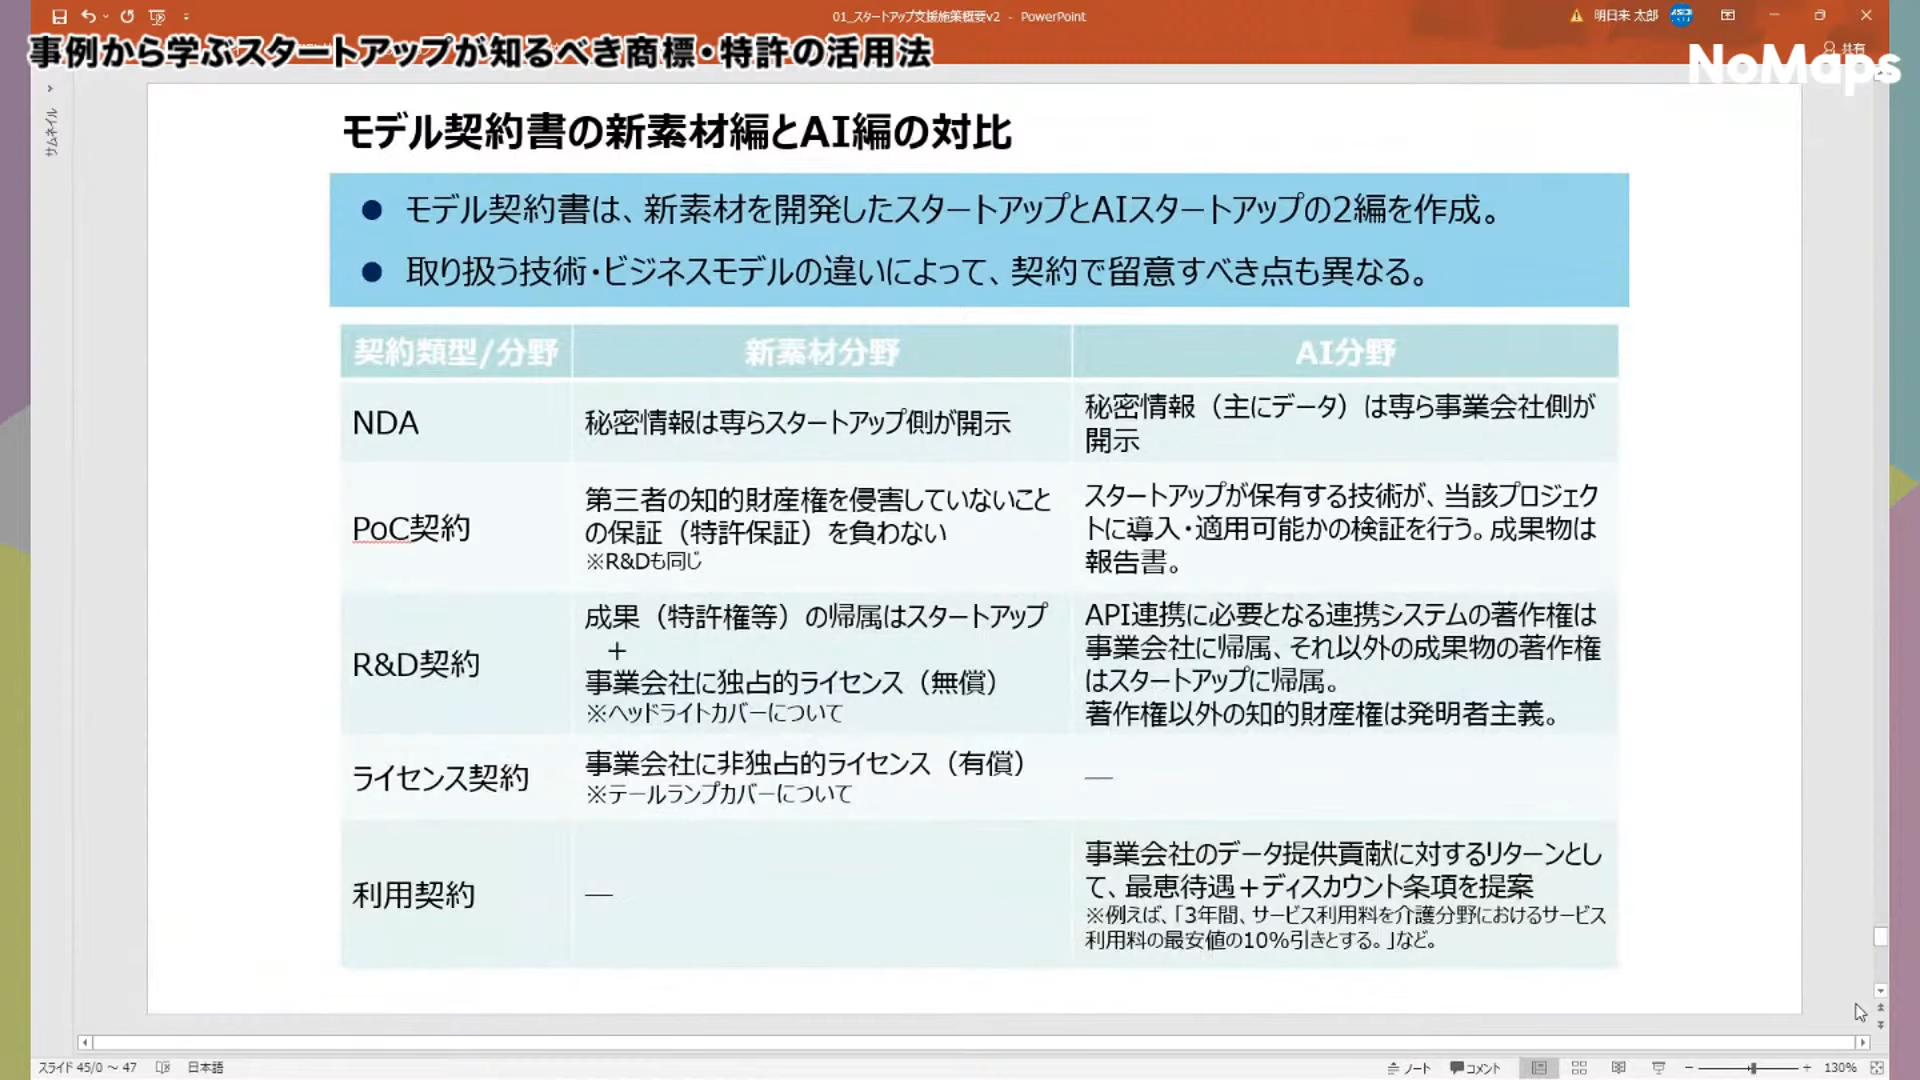 01_スタートアップ支援施策概要v2 - PowerPoint
明日来 太郎
事例から学ぶスタートアップが知るべき商標・特許の活用法
共有
NoMaps
サムネイル
モデル契約書の新素材編とAI編の対比
● モデル契約書は、新素材を開発したスタートアップとAIスタートアップの2編を作成。
● 取り扱う技術・ビジネスモデルの違いによって、契約で留意すべき点も異なる。
契約類型/分野
新素材分野
AI分野
NDA
秘密情報は専らスタートアップ側が開示
秘密情報（主にデータ）は専ら事業会社側が
開示
PoC契約
第三者の知的財産権を侵害していないこと
の保証（特許保証）を負わない
※R&Dも同じ
スタートアップが保有する技術が、当該プロジェク
トに導入・適用可能かの検証を行う。成果物は
報告書。
R&D契約
成果（特許権等）の帰属はスタートアップ
＋
事業会社に独占的ライセンス（無償）
※ヘッドライトカバーについて
API連携に必要となる連携システムの著作権は
事業会社に帰属、それ以外の成果物の著作権
はスタートアップに帰属。
著作権以外の知的財産権は発明者主義。
ライセンス契約
事業会社に非独占的ライセンス（有償）
※テールランプカバーについて
―
利用契約
―
事業会社のデータ提供貢献に対するリターンとし
て、最恵待遇＋ディスカウント条項を提案
※例えば、「3年間、サービス利用料を介護分野におけるサービス
利用料の最安値の10%引きとする。」など。
スライド 45/0 ～ 47
日本語
ノート
コメント
130%